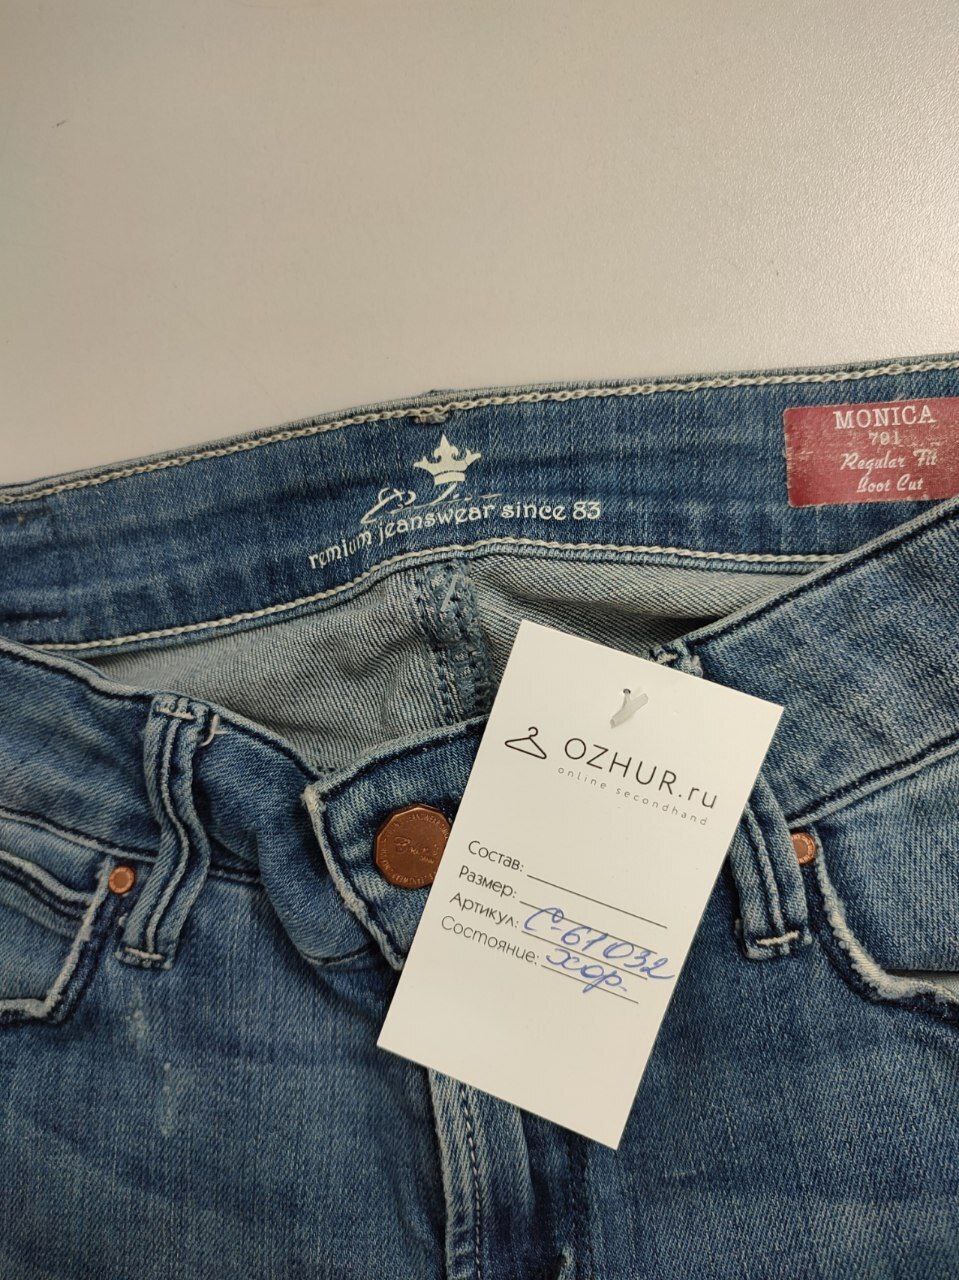 MONICA
791
Regular Fit
Boot Cut
remium jeanswear since 83
OZHUR.ru
online secondhand
Состав:
Размер:
Артикул: С-61032
Состояние: хор.